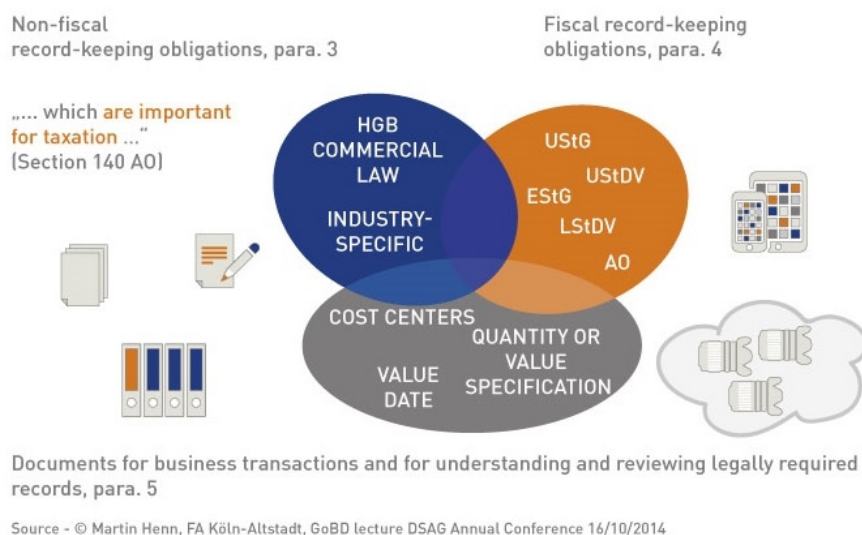 Non-fiscal
record-keeping obligations, para. 3
Fiscal record-keeping
obligations, para. 4
„... which are important
for taxation ...“
(Section 140 AO)
HGB
COMMERCIAL
LAW
INDUSTRY-
SPECIFIC
UStG
UStDV
EStG
LStDV
AO
COST CENTERS
QUANTITY OR
VALUE
SPECIFICATION
VALUE
DATE
Documents for business transactions and for understanding and reviewing legally required
records, para. 5
Source - © Martin Henn, FA Köln-Altstadt, GoBD lecture DSAG Annual Conference 16/10/2014